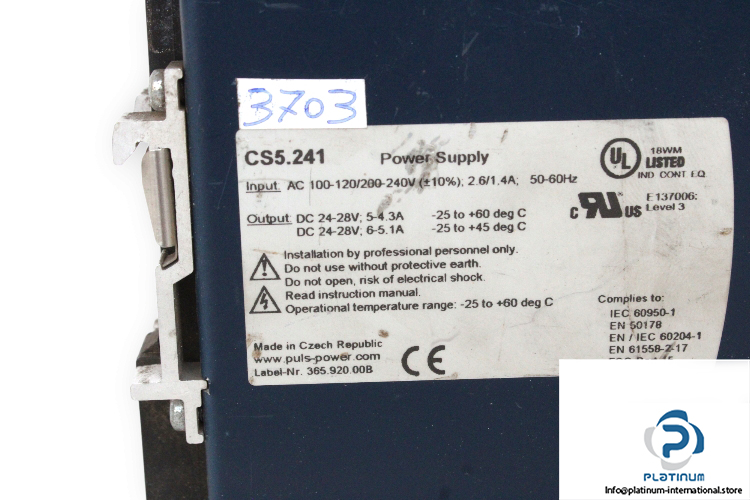 3703
CS5.241 Power Supply
Input: AC 100-120/200-240V (±10%); 2.6/1.4A; 50-60Hz
Output: DC 24-28V; 5-4.3A -25 to +60 deg C
DC 24-28V; 6-5.1A -25 to +45 deg C
Installation by professional personnel only.
Do not use without protective earth.
Do not open, risk of electrical shock.
Read instruction manual.
Operational temperature range: -25 to +60 deg C
Made in Czech Republic
www.puls-power.com
Label-Nr. 365.920.00B
CE
UL
18WM
LISTED
IND CONT EQ
c RU US
E137006:
Level 3
Complies to:
IEC 60950-1
EN 50178
EN / IEC 60204-1
EN 61558-2-17
PLATINUM
Info@platinum-international.store